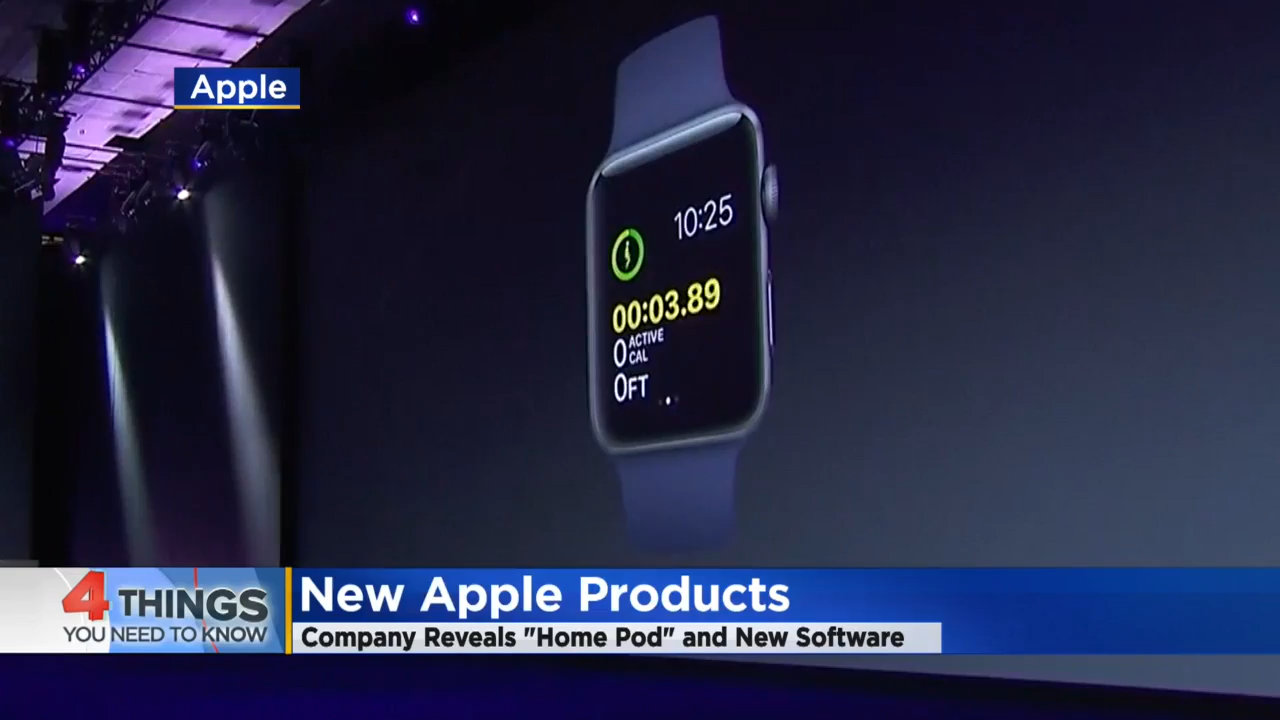 Apple
10:25
00:03.89
0 ACTIVE
CAL
0FT
4 THINGS
YOU NEED TO KNOW
New Apple Products
Company Reveals "Home Pod" and New Software